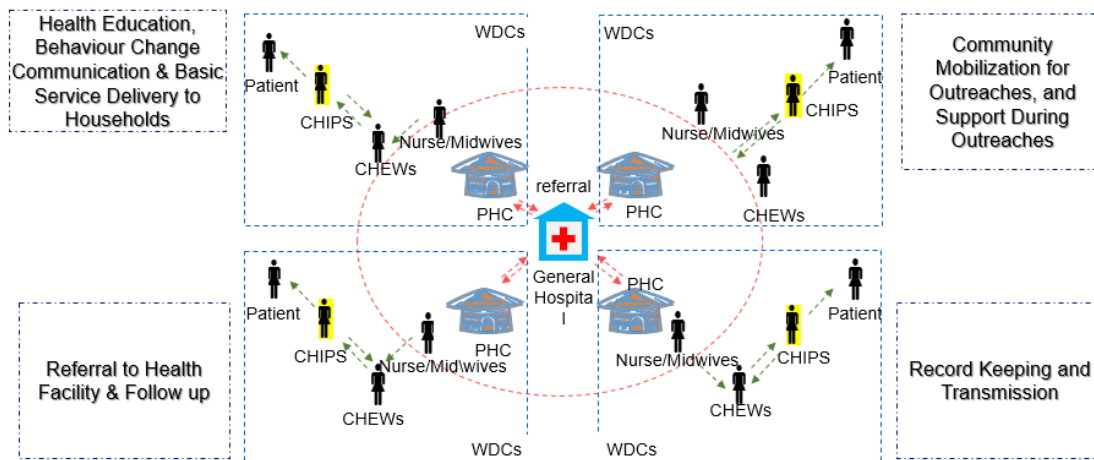 Health Education,
Behaviour Change
Communication & Basic
Service Delivery to
Households
WDCs
Patient
CHIPS
Nurse/Midwives
CHEWs
PHC
WDCs
Patient
CHIPS
Nurse/Midwives
CHEWs
PHC
Community
Mobilization for
Outreaches, and
Support During
Outreaches
referral
General
Hospita
l
Referral to Health
Facility & Follow up
Patient
CHIPS
Nurse/Midwives
CHEWs
PHC
WDCs
PHC
Patient
CHIPS
Nurse/Midwives
CHEWs
WDCs
Record Keeping and
Transmission